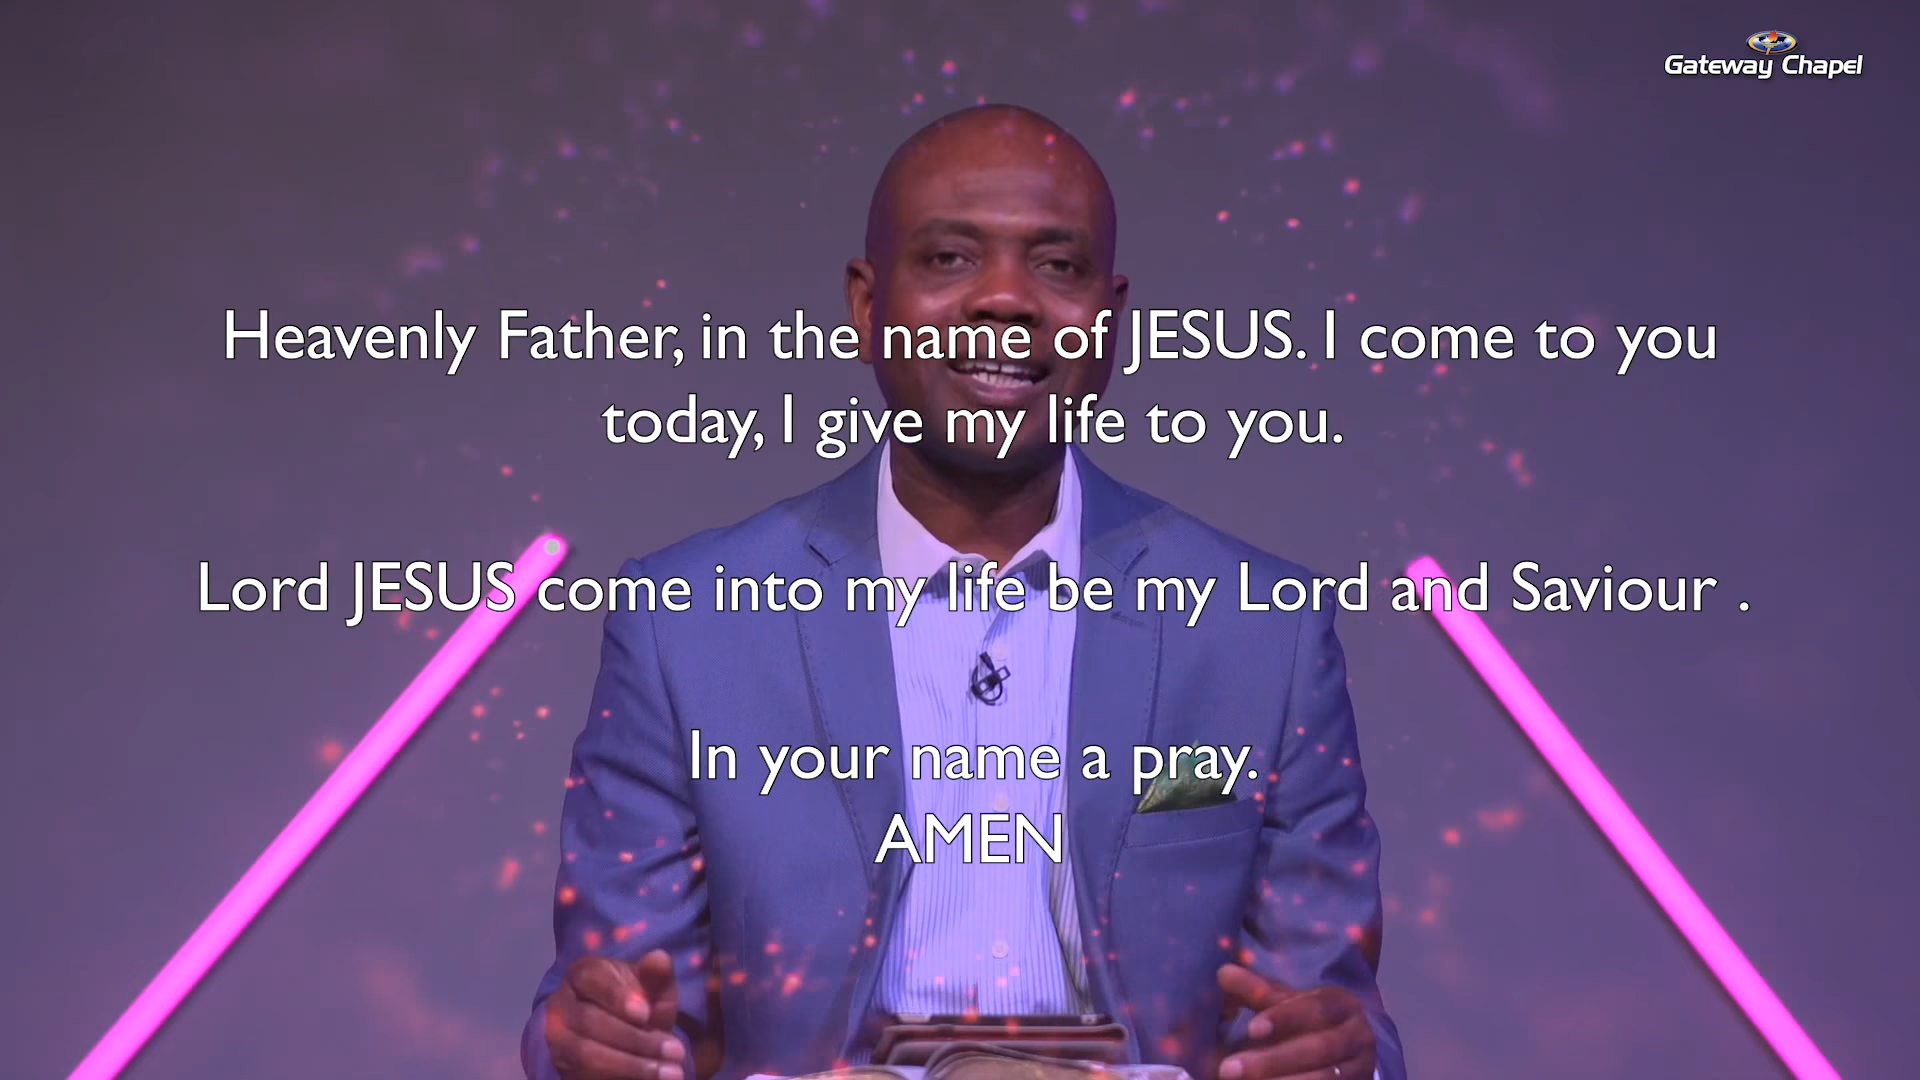 Gateway Chapel
Heavenly Father, in the name of JESUS. I come to you
today, I give my life to you.
Lord JESUS come into my life be my Lord and Saviour .
In your name a pray.
AMEN